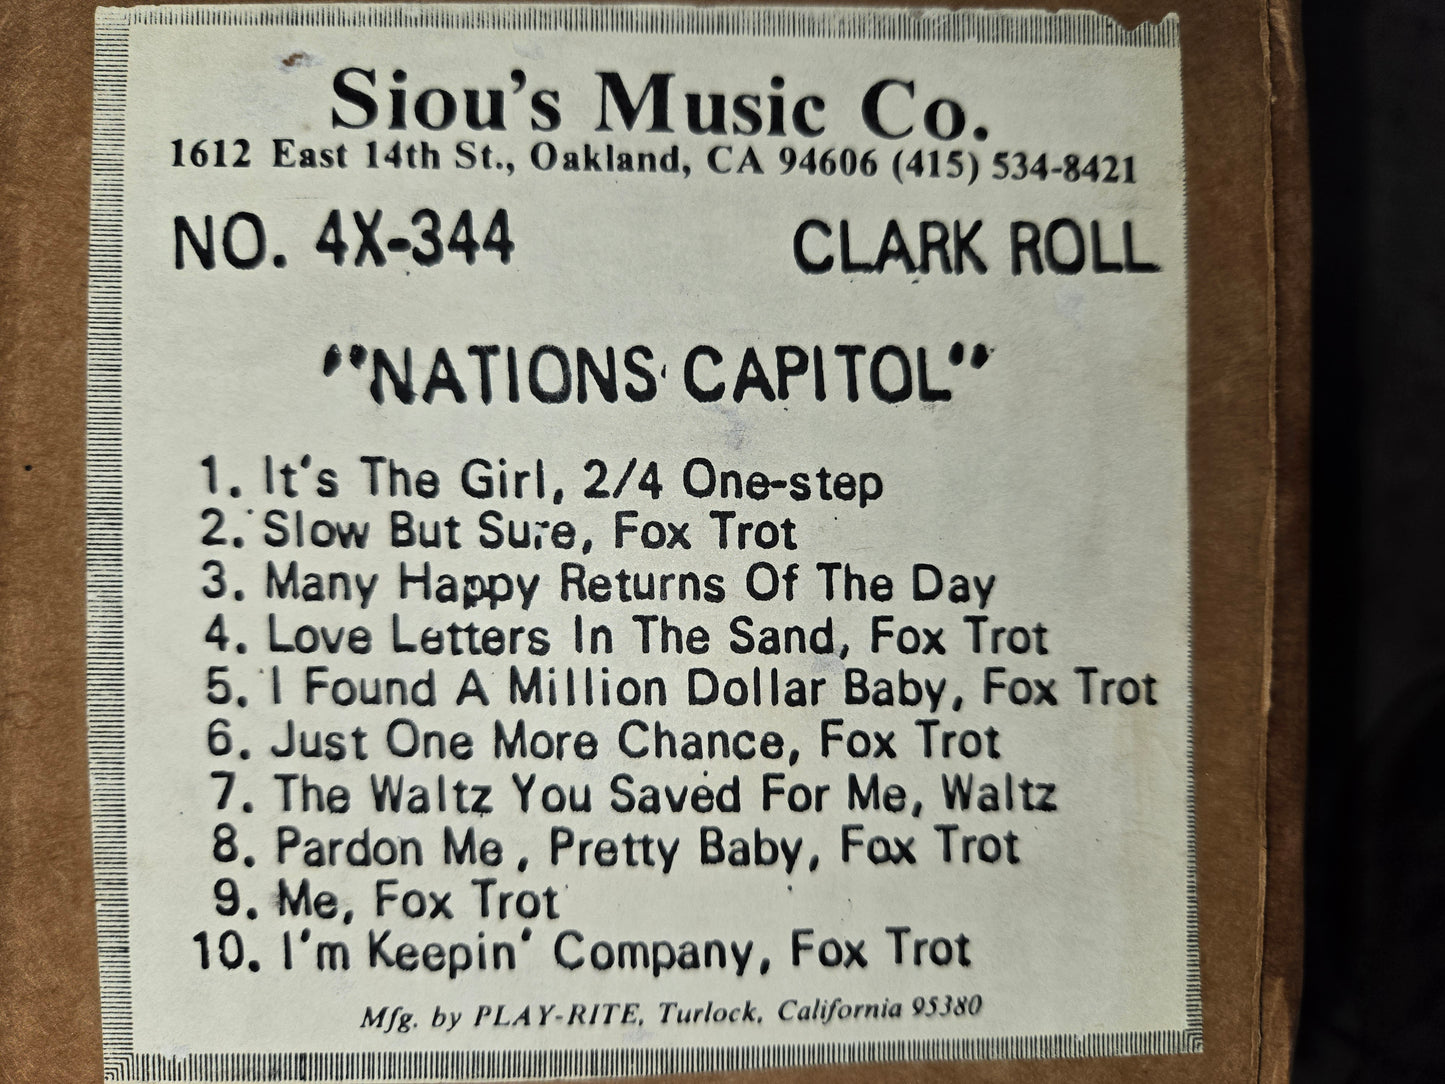 Siou's Music Co.
1612 East 14th St., Oakland, CA 94606 (415) 534-8421
NO. 4X-344 CLARK ROLL
"NATIONS CAPITOL"
1. It's The Girl, 2/4 One-step
2. Slow But Sure, Fox Trot
3. Many Happy Returns Of The Day
4. Love Letters In The Sand, Fox Trot
5. I Found A Million Dollar Baby, Fox Trot
6. Just One More Chance, Fox Trot
7. The Waltz You Saved For Me, Waltz
8. Pardon Me, Pretty Baby, Fox Trot
9. Me, Fox Trot
10. I'm Keepin' Company, Fox Trot
Mfg. by PLAY-RITE, Turlock, California 95380